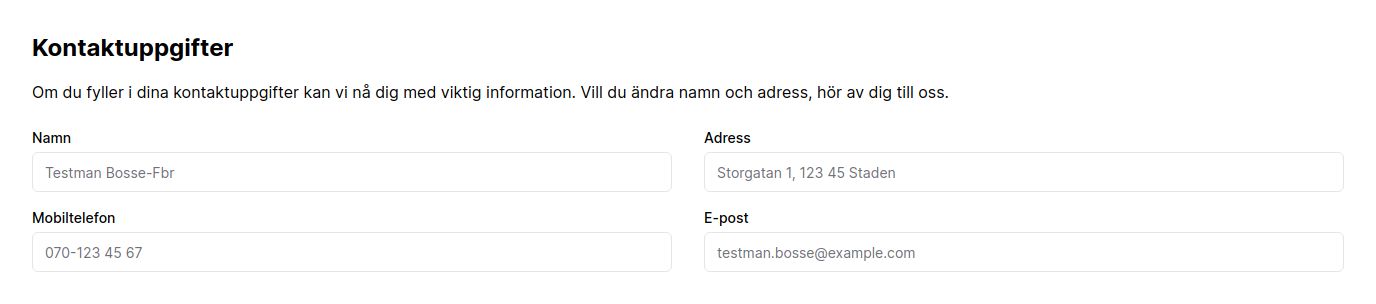 Kontaktuppgifter
Om du fyller i dina kontaktuppgifter kan vi nå dig med viktig information. Vill du ändra namn och adress, hör av dig till oss.
Namn
Testman Bosse-Fbr
Adress
Storgatan 1, 123 45 Staden
Mobiltelefon
070-123 45 67
E-post
testman.bosse@example.com